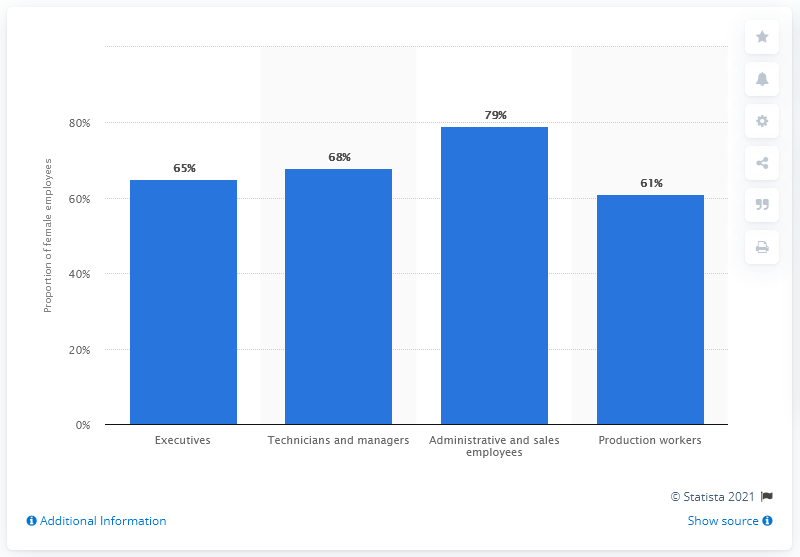 Proportion of female employees
80%
60%
40%
20%
0%
65%
68%
79%
61%
Executives
Technicians and managers
Administrative and sales
employees
Production workers
© Statista 2021
Additional Information
Show source